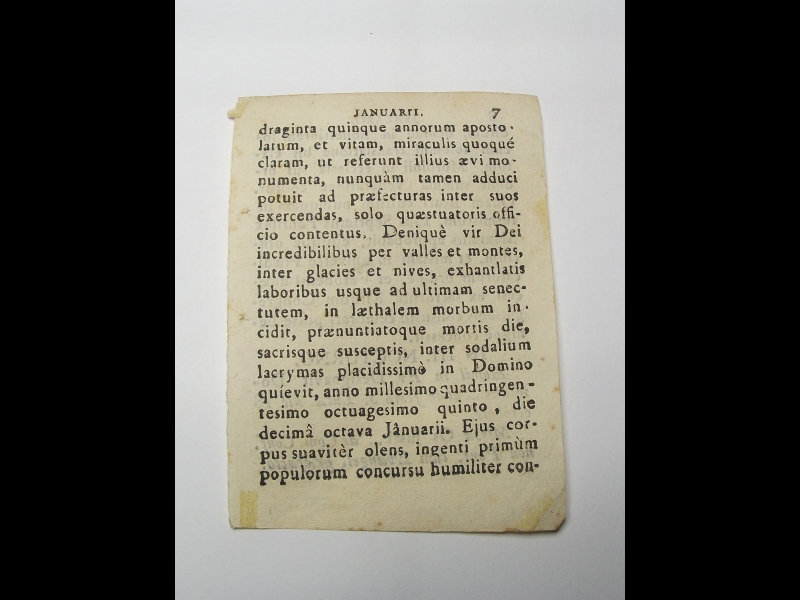 JANUARII. 7
draginta quinque annorum aposto-
latum, et vitam, miraculis quoqué
claram, ut referunt illius ævi mo-
numenta, nunquàm tamen adduci
potuit ad præfecturas inter suos
exercendas, solo quæstuatoris offi-
cio contentus. Deniquè vir Dei
incredibilibus per valles et montes,
inter glacies et nives, exhantlatis
laboribus usque ad ultimam senec-
tutem, in læthalem morbum in-
cidit, prænuntiatoque mortis die,
sacrisque susceptis, inter sodalium
lacrymas placidissimè in Domino
quievit, anno millesimo quadringen-
tesimo octuagesimo quinto, die
decimâ octava Jânuarii. Ejus cor-
pus suavitèr olens, ingenti primùm
populorum concursu humiliter con-